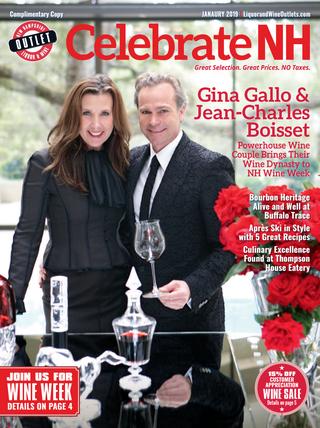 Complimentary Copy
JANAURY 2019 | LiquorandWineOutlets.com
NEW HAMPSHIRE
OUTLET
LIQUOR & WINE
Celebrate NH
Great Selection. Great Prices. NO Taxes.
Gina Gallo &
Jean-Charles
Boisset
Powerhouse Wine
Couple Brings Their
Wine Dynasty to
NH Wine Week
Bourbon Heritage
Alive and Well at
Buffalo Trace
Après Ski in Style
with 5 Great Recipes
Culinary Excellence
Found at Thompson
House Eatery
JOIN US FOR
WINE WEEK
DETAILS ON PAGE 4
15% OFF
CUSTOMER
APPRECIATION
WINE SALE
Details on page 5